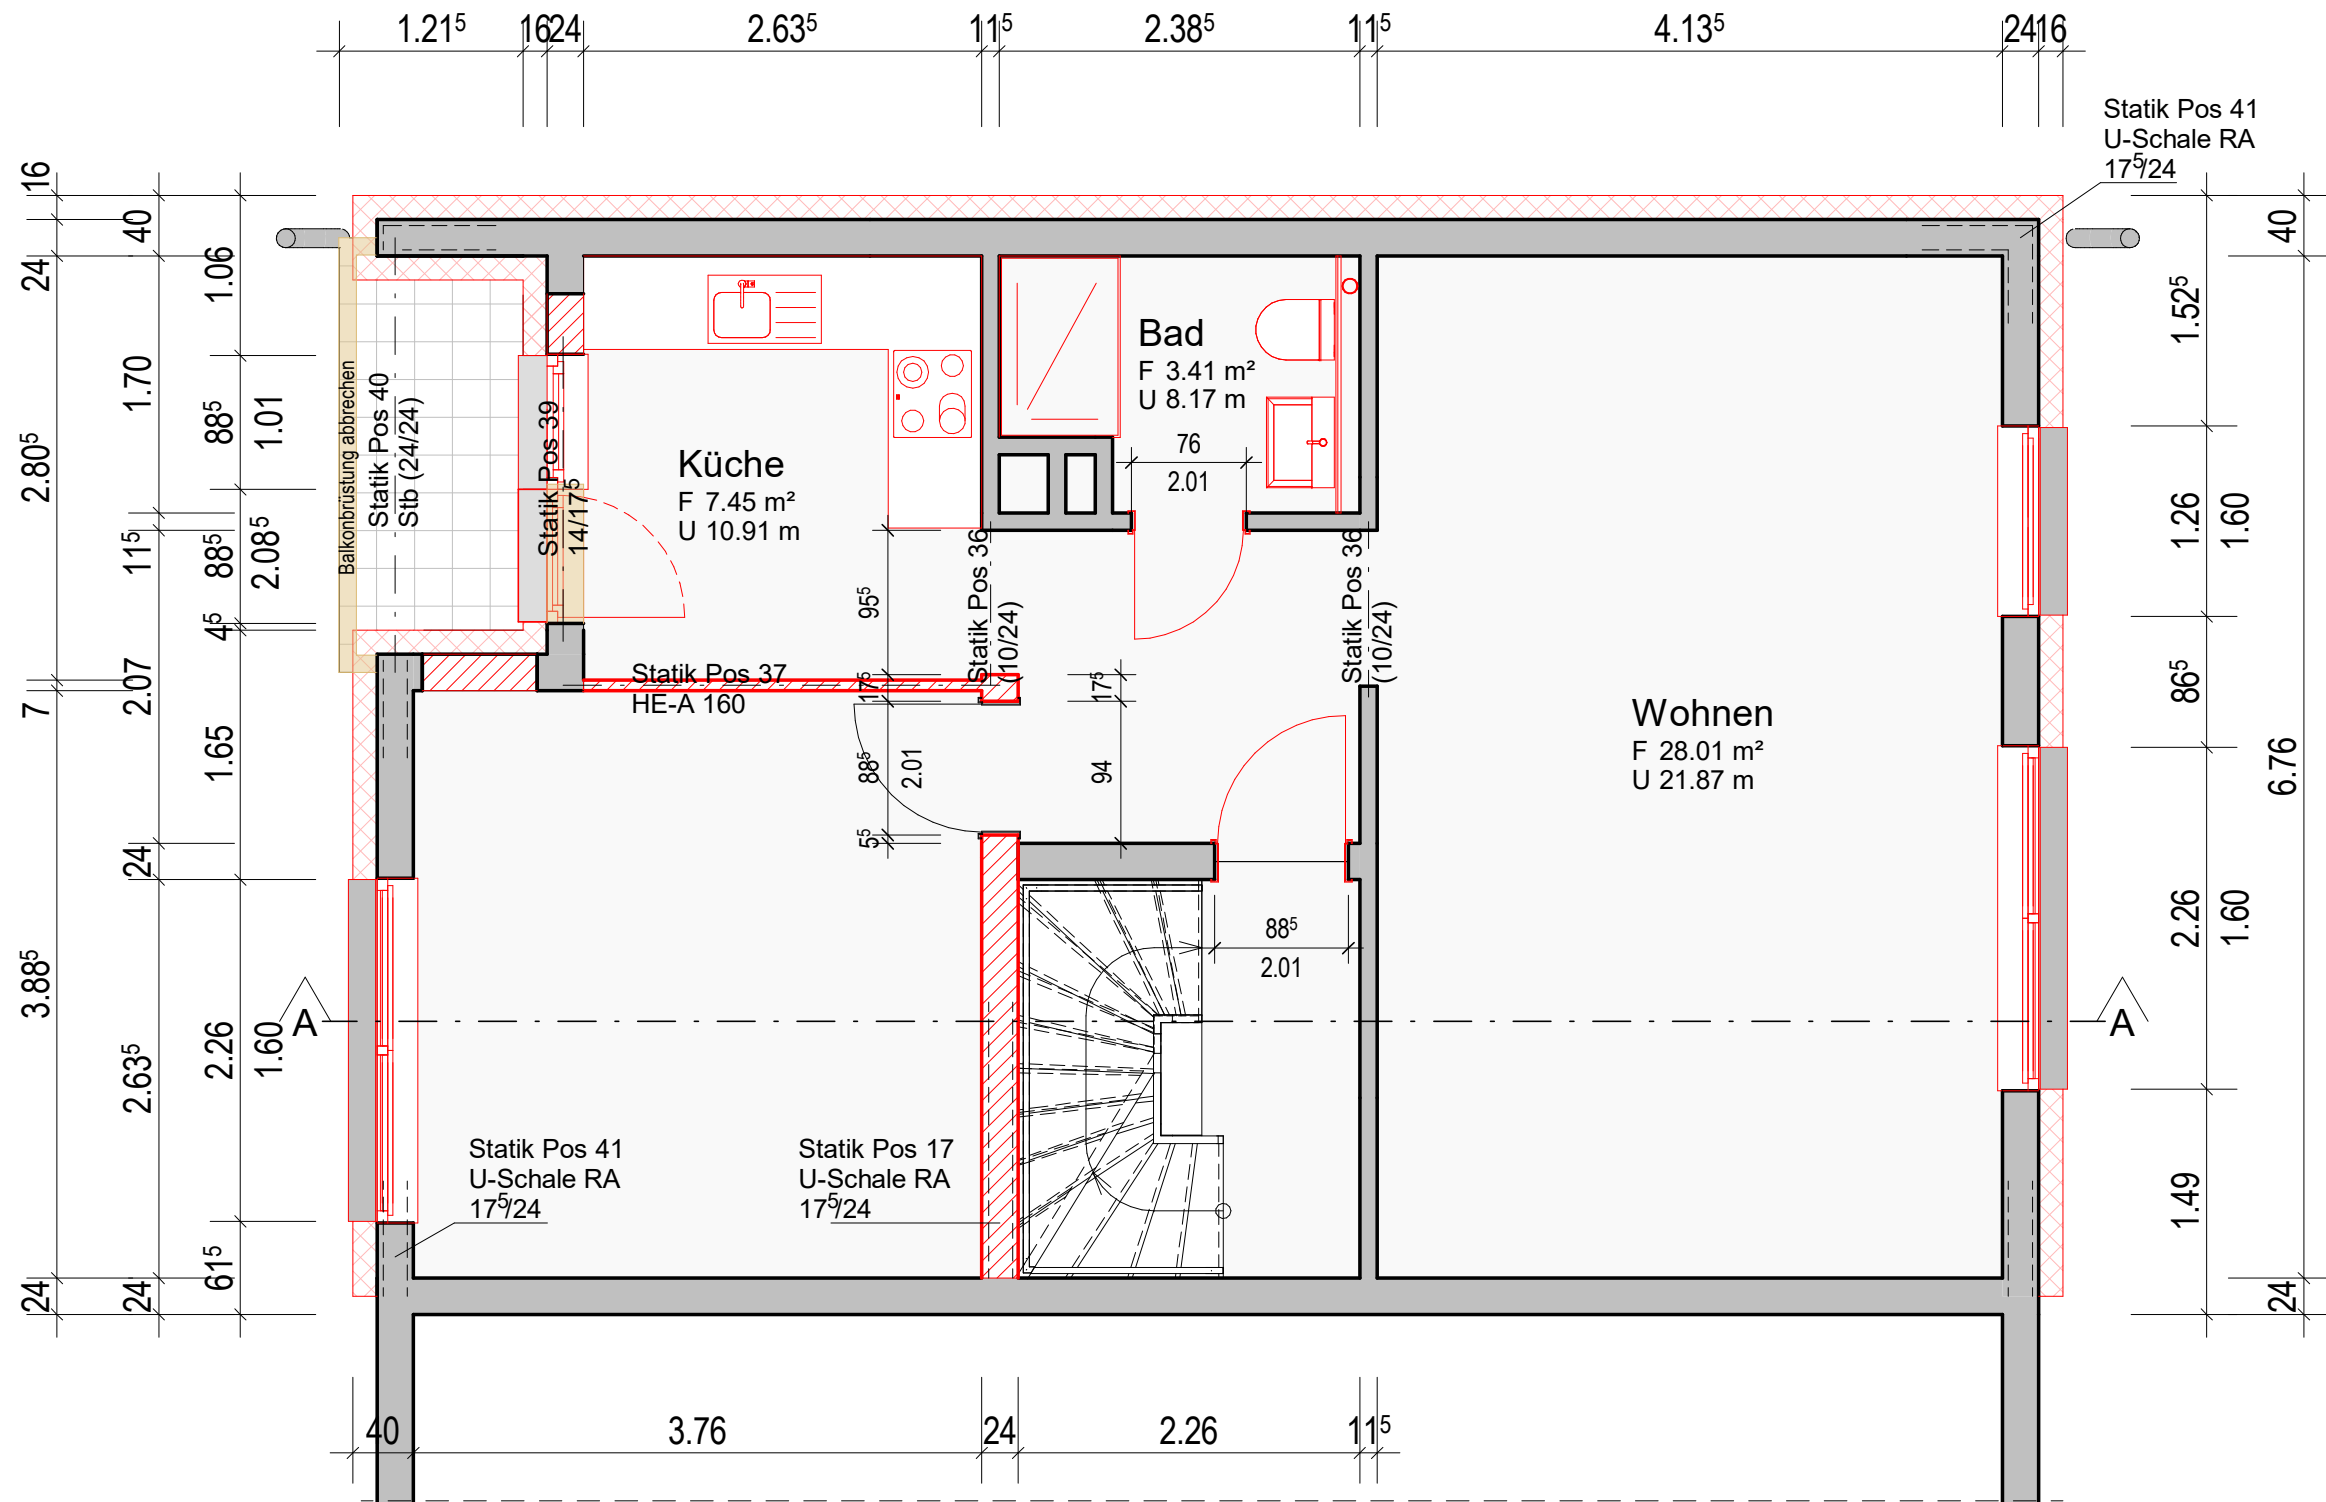 1.21⁵ 16 24 2.63⁵ 11⁵ 2.38⁵ 11⁵ 4.13⁵ 24 16
Statik Pos 41
U-Schale RA
17⁵/24
16
24
2.80⁵
7
3.88⁵
24
40
1.70
11⁵
2.07
24
2.63⁵
24
1.06
88⁵
1.01
88⁵
2.08⁵
4⁵
1.65
2.26
1.60
61⁵
Balkonbrüstung abbrechen
Statik Pos 40
Stb (24/24)
Statik Pos 39
14/17⁵
Küche
F 7.45 m²
U 10.91 m
Bad
F 3.41 m²
U 8.17 m
76
2.01
Statik Pos 36
(10/24)
Statik Pos 36
(10/24)
95⁵
17⁵
88⁵
2.01
5⁵
17⁵
94
Statik Pos 37
HE-A 160
Wohnen
F 28.01 m²
U 21.87 m
88⁵
2.01
A
A
Statik Pos 41
U-Schale RA
17⁵/24
Statik Pos 17
U-Schale RA
17⁵/24
1.52⁵
1.26
1.60
86⁵
2.26
1.60
1.49
40
6.76
24
40 3.76 24 2.26 11⁵